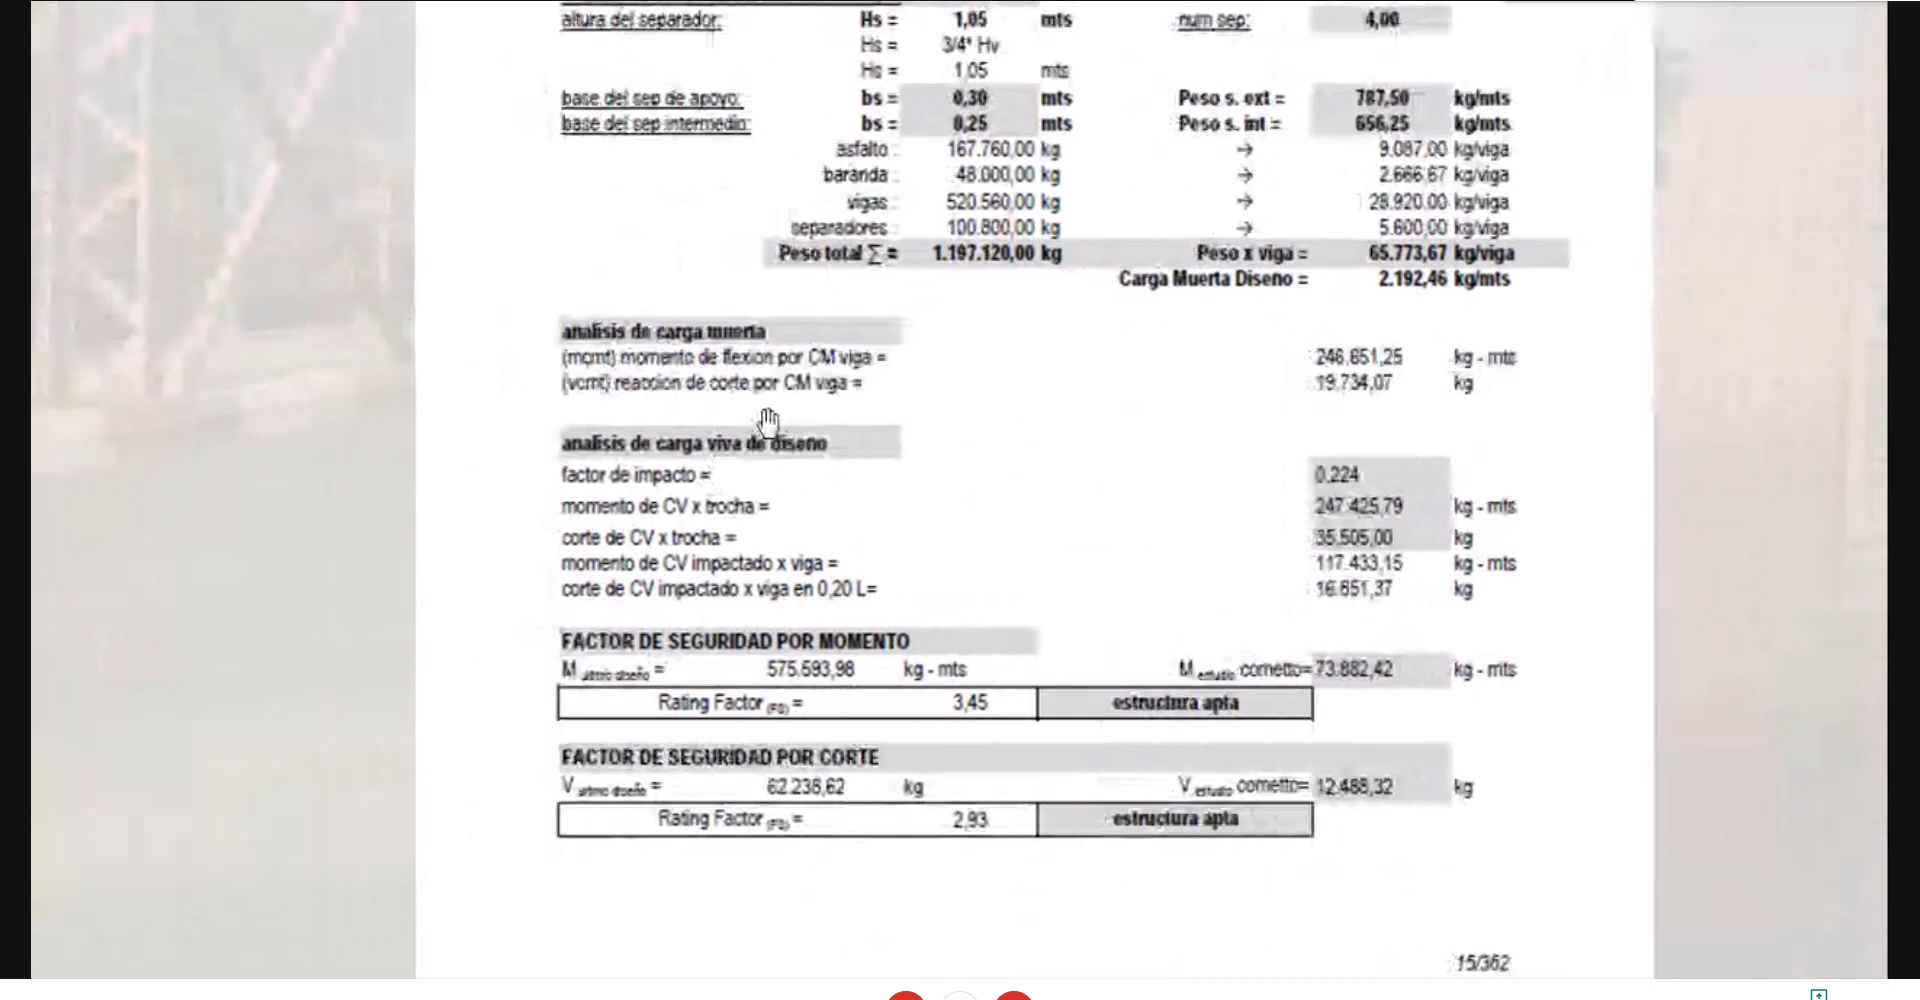 altura del separador: Hs = 1,05 mts num sep: 4,00
Hs = 3/4* Hv
Hs = 1,05 mts
base del sep de apoyo: bs = 0,30 mts Peso s. ext = 787,50 kg/mts
base del sep intermedio: bs = 0,25 mts Peso s. int = 656,25 kg/mts
asfalto : 167.760,00 kg → 9.087,00 kg/viga
baranda : 48.000,00 kg → 2.666,67 kg/viga
vigas : 520.560,00 kg → 28.920,00 kg/viga
separadores : 100.800,00 kg → 5.600,00 kg/viga
Peso total ∑ = 1.197.120,00 kg Peso x viga = 65.773,67 kg/viga
Carga Muerta Diseno = 2.192,46 kg/mts
analisis de carga muerta
(mcmt) momento de flexion por CM viga = 246.651,25 kg - mts
(vcmt) reaccion de corte por CM viga = 19.734,07 kg
analisis de carga viva de diseno
factor de impacto = 0,224
momento de CV x trocha = 247.425,79 kg - mts
corte de CV x trocha = 35.505,00 kg
momento de CV impactado x viga = 117.433,15 kg - mts
corte de CV impactado x viga en 0,20 L= 16.851,37 kg
FACTOR DE SEGURIDAD POR MOMENTO
M ultimo diseño = 575.593,98 kg - mts M estudio cometto= 73.882,42 kg - mts
Rating Factor (FS) = 3,45 estructura apta
FACTOR DE SEGURIDAD POR CORTE
V ultimo diseño = 62.238,62 kg V estudio cometto= 12.488,32 kg
Rating Factor (FS) = 2,93 estructura apta
15/362